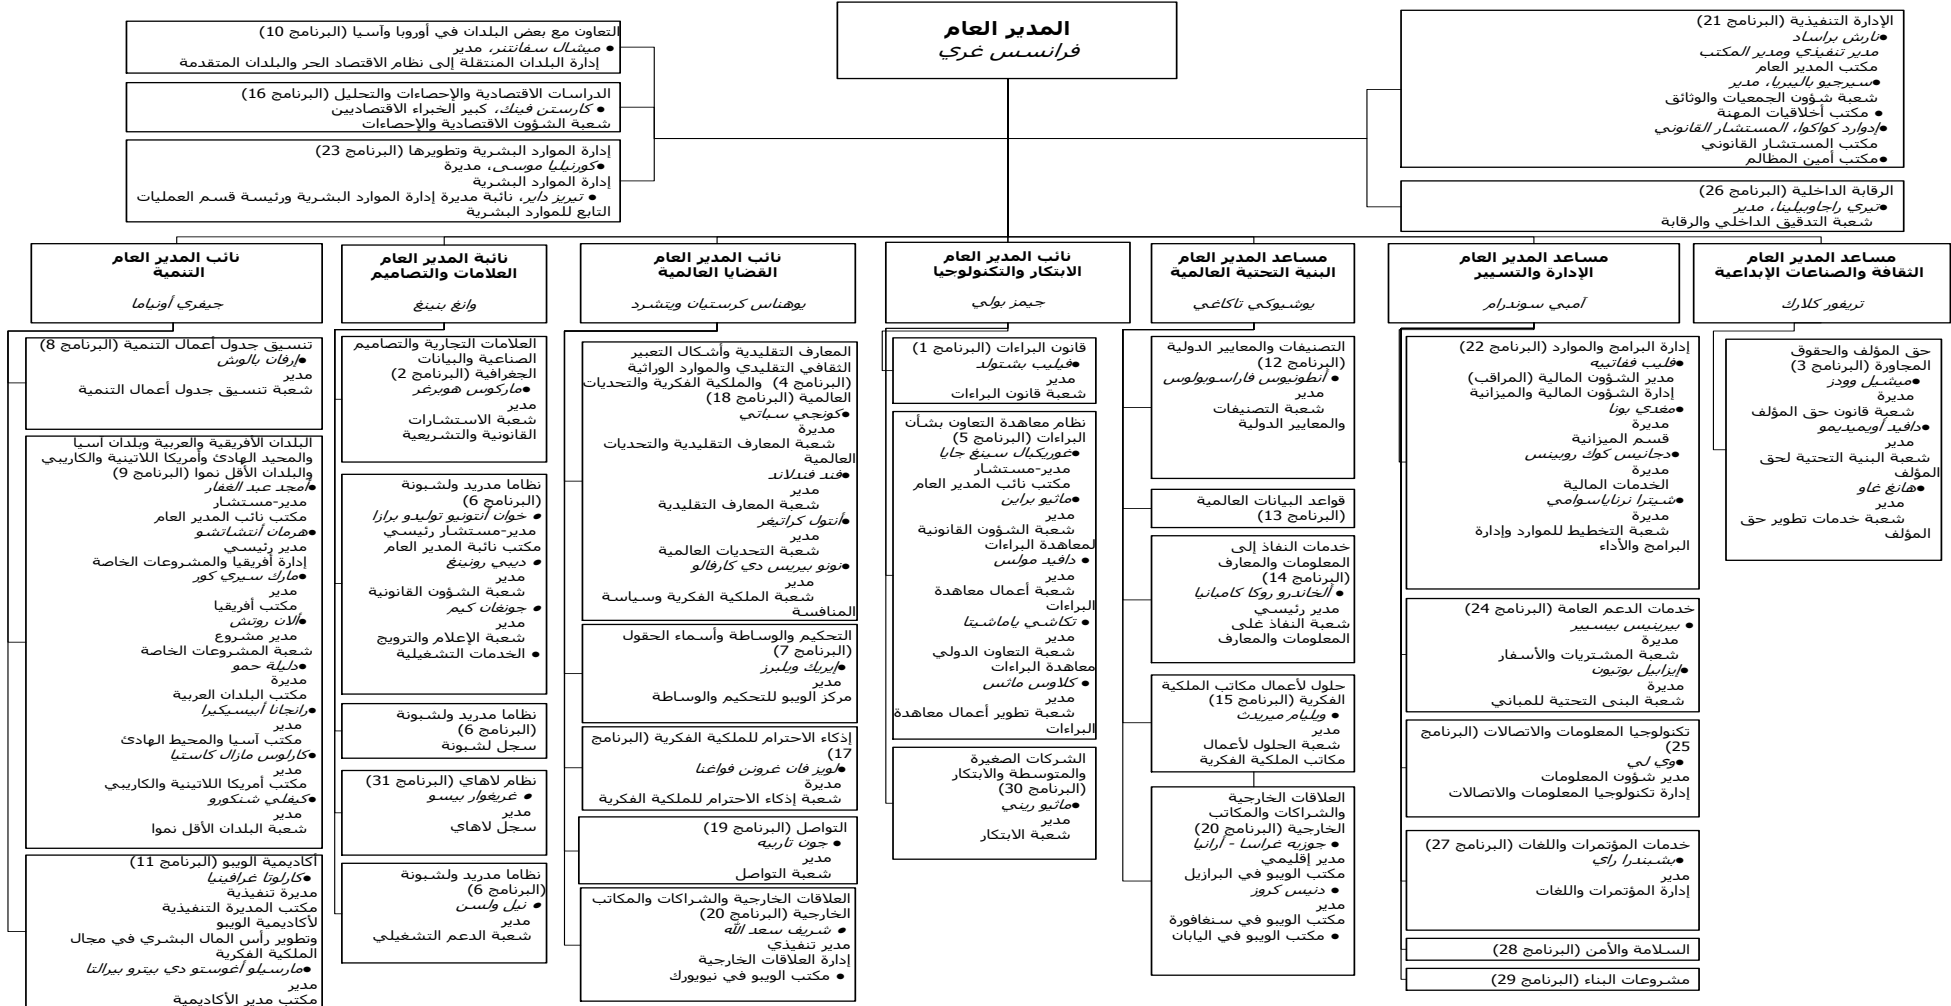 المدير العام
فرانسس غري
الإدارة التنفيذية (البرنامج 21)
●نارش براساد
مدير تنفيذي ومدير المكتب
مكتب المدير العام
●سيرجيو باليبريا، مدير
شعبة شؤون الجمعيات والوثائق
● مكتب أخلاقيات المهنة
●إدوارد كواكوا، المستشار القانوني
مكتب المستشار القانوني
●مكتب أمين المظالم
الرقابة الداخلية (البرنامج 26)
●تيري راجاوبيلينا، مدير
شعبة التدقيق الداخلي والرقابة
التعاون مع بعض البلدان في أوروبا وآسيا (البرنامج 10)
● ميشال سفانتنر، مدير
إدارة البلدان المنتقلة إلى نظام الاقتصاد الحر والبلدان المتقدمة
الدراسات الاقتصادية والإحصاءات والتحليل (البرنامج 16)
● كارستن فينك، كبير الخبراء الاقتصاديين
شعبة الشؤون الاقتصادية والإحصاءات
إدارة الموارد البشرية وتطويرها (البرنامج 23)
●كورنيليا موسى، مديرة
إدارة الموارد البشرية
● تيريز داير، نائبة مديرة إدارة الموارد البشرية ورئيسة قسم العمليات
التابع للموارد البشرية
مساعد المدير العام
الثقافة والصناعات الإبداعية
تريفور كلارك
حق المؤلف والحقوق
المجاورة (البرنامج 3)
●ميشيل وودز
مديرة
شعبة قانون حق المؤلف
●دافيد أويميديمو
مدير
شعبة البنية التحتية لحق
المؤلف
●هانغ غاو
مدير
شعبة خدمات تطوير حق
المؤلف
مساعد المدير العام
الإدارة والتسيير
آمبي سوندرام
إدارة البرامج والموارد (البرنامج 22)
●فليب ففاتييه
مدير الشؤون المالية (المراقب)
إدارة الشؤون المالية والميزانية
●مغدي بونا
مديرة
قسم الميزانية
●دجانيس كوك روبينس
مديرة
الخدمات المالية
●شيترا نرناياسوامي
مديرة
شعبة التخطيط للموارد وإدارة
البرامج والأداء
خدمات الدعم العامة (البرنامج 24)
● بيرينيس بيسيير
مديرة
شعبة المشتريات والأسفار
●إيزابيل بوتيون
مديرة
شعبة البنى التحتية للمباني
تكنولوجيا المعلومات والاتصالات (البرنامج
25)
●وي لي
مدير شؤون المعلومات
إدارة تكنولوجيا المعلومات والاتصالات
خدمات المؤتمرات واللغات (البرنامج 27)
●بشبندرا راي
مدير
إدارة المؤتمرات واللغات
السلامة والأمن (البرنامج 28)
مشروعات البناء (البرنامج 29)
مساعد المدير العام
البنية التحتية العالمية
يوشيوكي تاكاغي
التصنيفات والمعايير الدولية
(البرنامج 12)
● أنطونيوس فاراسوبولوس
مدير
شعبة التصنيفات
والمعايير الدولية
قواعد البيانات العالمية
(البرنامج 13)
خدمات النفاذ إلى
المعلومات والمعارف
(البرنامج 14)
● ألخاندرو روكا كامبانيا
مدير رئيسي
شعبة النفاذ غلى
المعلومات والمعارف
حلول لأعمال مكاتب الملكية
الفكرية (البرنامج 15)
● ويليام ميريدث
مدير
شعبة الحلول لأعمال
مكاتب الملكية الفكرية
العلاقات الخارجية
والشراكات والمكاتب
الخارجية (البرنامج 20)
● جوزيه غراسا - أرانيا
مدير إقليمي
مكتب الويبو في البرازيل
● دنيس كروز
مدير
مكتب الويبو في سنغافورة
● مكتب الويبو في اليابان
نائب المدير العام
الابتكار والتكنولوجيا
جيمز بولي
قانون البراءات (البرنامج 1)
●فيليب بشتولد
مدير
شعبة قانون البراءات
نظام معاهدة التعاون بشأن
البراءات (البرنامج 5)
●غوريكبال سينغ جايا
مدير-مستشار
مكتب نائب المدير العام
●ماثيو براين
مدير
شعبة الشؤون القانونية
لمعاهدة البراءات
● دافيد مولس
مدير
شعبة أعمال معاهدة
البراءات
● تكاشي ياماشيتا
مدير
شعبة التعاون الدولي
معاهدة البراءات
● كلاوس ماثس
مدير
شعبة تطوير أعمال معاهدة
البراءات
الشركات الصغيرة
والمتوسطة والابتكار
(البرنامج 30)
●ماثيو ريني
مدير
شعبة الابتكار
نائب المدير العام
القضايا العالمية
يوهناس كرستيان ويتشرد
المعارف التقليدية وأشكال التعبير
الثقافي التقليدي والموارد الوراثية
(البرنامج 4) والملكية الفكرية والتحديات
العالمية (البرنامج 18)
●كونجي سباتي
مديرة
شعبة المعارف التقليدية والتحديات
العالمية
●فند فندلاند
مدير
شعبة المعارف التقليدية
●أنتول كراتيغر
مدير
شعبة التحديات العالمية
●نونو بيريس دي كارفالو
مدير
شعبة الملكية الفكرية وسياسة
المنافسة
التحكيم والوساطة وأسماء الحقول
(البرنامج 7)
●إيريك ويلبرز
مدير
مركز الويبو للتحكيم والوساطة
إذكاء الاحترام للملكية الفكرية (البرنامج
17)
●لويز فان غرونن فواغنا
مديرة
شعبة إذكاء الاحترام للملكية الفكرية
التواصل (البرنامج 19)
● جون تاربيه
مدير
شعبة التواصل
العلاقات الخارجية والشراكات والمكاتب
الخارجية (البرنامج 20)
● شريف سعد الله
مدير تنفيذي
إدارة العلاقات الخارجية
● مكتب الويبو في نيويورك
نائبة المدير العام
العلامات والتصاميم
وانغ بنينغ
العلامات التجارية والتصاميم
الصناعية والبيانات
الجغرافية (البرنامج 2)
●ماركوس هوبرغر
مدير
شعبة الاستشارات
القانونية والتشريعية
نظاما مدريد ولشبونة
(البرنامج 6)
● خوان أنتونيو توليدو برازا
مدير-مستشار رئيسي
مكتب نائبة المدير العام
● ديبي رونينغ
مدير
شعبة الشؤون القانونية
● جونغان كيم
مدير
شعبة الإعلام والترويج
● الخدمات التشغيلية
نظاما مدريد ولشبونة
(البرنامج 6)
سجل لشبونة
نظام لاهاي (البرنامج 31)
● غريغوار بيسو
مدير
سجل لاهاي
نظاما مدريد ولشبونة
(البرنامج 6)
● نيل ولسن
مدير
شعبة الدعم التشغيلي
نائب المدير العام
التنمية
جيفري أونياما
تنسيق جدول أعمال التنمية (البرنامج 8)
●إرفان بالوش
مدير
شعبة تنسيق جدول أعمال التنمية
البلدان الأفريقية والعربية وبلدان آسيا
والمحيد الهادئ وأمريكا اللاتينية والكاريبي
والبلدان الأقل نموا (البرنامج 9)
●أمجد عبد الغفار
مدير-مستشار
مكتب نائب المدير العام
●هرمان أنتشاتشو
مدير رئيسي
إدارة أفريقيا والمشروعات الخاصة
●مارك سيري كور
مدير
مكتب أفريقيا
●ألان روتش
مدير مشروع
شعبة المشروعات الخاصة
●دليلة حمو
مديرة
مكتب البلدان العربية
●رانجانا أبيسيكيرا
مدير
مكتب آسيا والمحيط الهادئ
●كارلوس مازال كاستيا
مدير
مكتب أمريكا اللاتينية والكاريبي
●كيفلي شنكورو
مدير
شعبة البلدان الأقل نموا
أكاديمية الويبو (البرنامج 11)
●كارلوتا غرافينيا
مديرة تنفيذية
مكتب المديرة التنفيذية
لأكاديمية الويبو
وتطوير رأس المال البشري في مجال
الملكية الفكرية
●مارسيلو أغوستو دي بيترو بيرالتا
مدير
مكتب مدير الأكاديمية